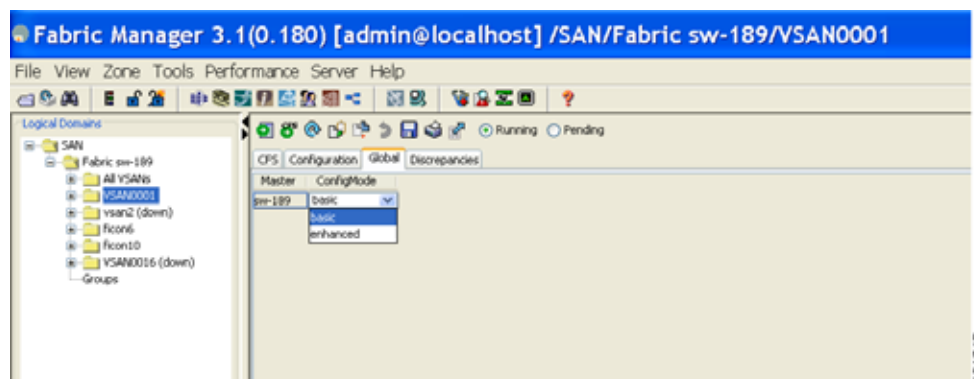 Fabric Manager 3.1(0.180) [admin@localhost] /SAN/Fabric sw-189/VSAN0001
File View Zone Tools Performance Server Help
Logical Domains
SAN
Fabric sw-189
All VSANs
VSAN0001
vsan2 (down)
ficon6
ficon10
VSAN0016 (down)
Groups
Running Pending
CFS Configuration Global Discrepancies
Master ConfigMode
sw-189 basic
basic
enhanced